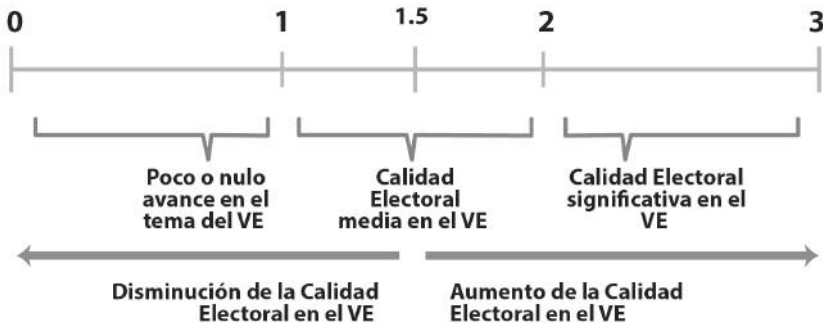 0 1 1.5 2 3
Poco o nulo
avance en el
tema del VE
Calidad
Electoral
media en el VE
Calidad Electoral
significativa en el
VE
Disminución de la Calidad
Electoral en el VE
Aumento de la Calidad
Electoral en el VE